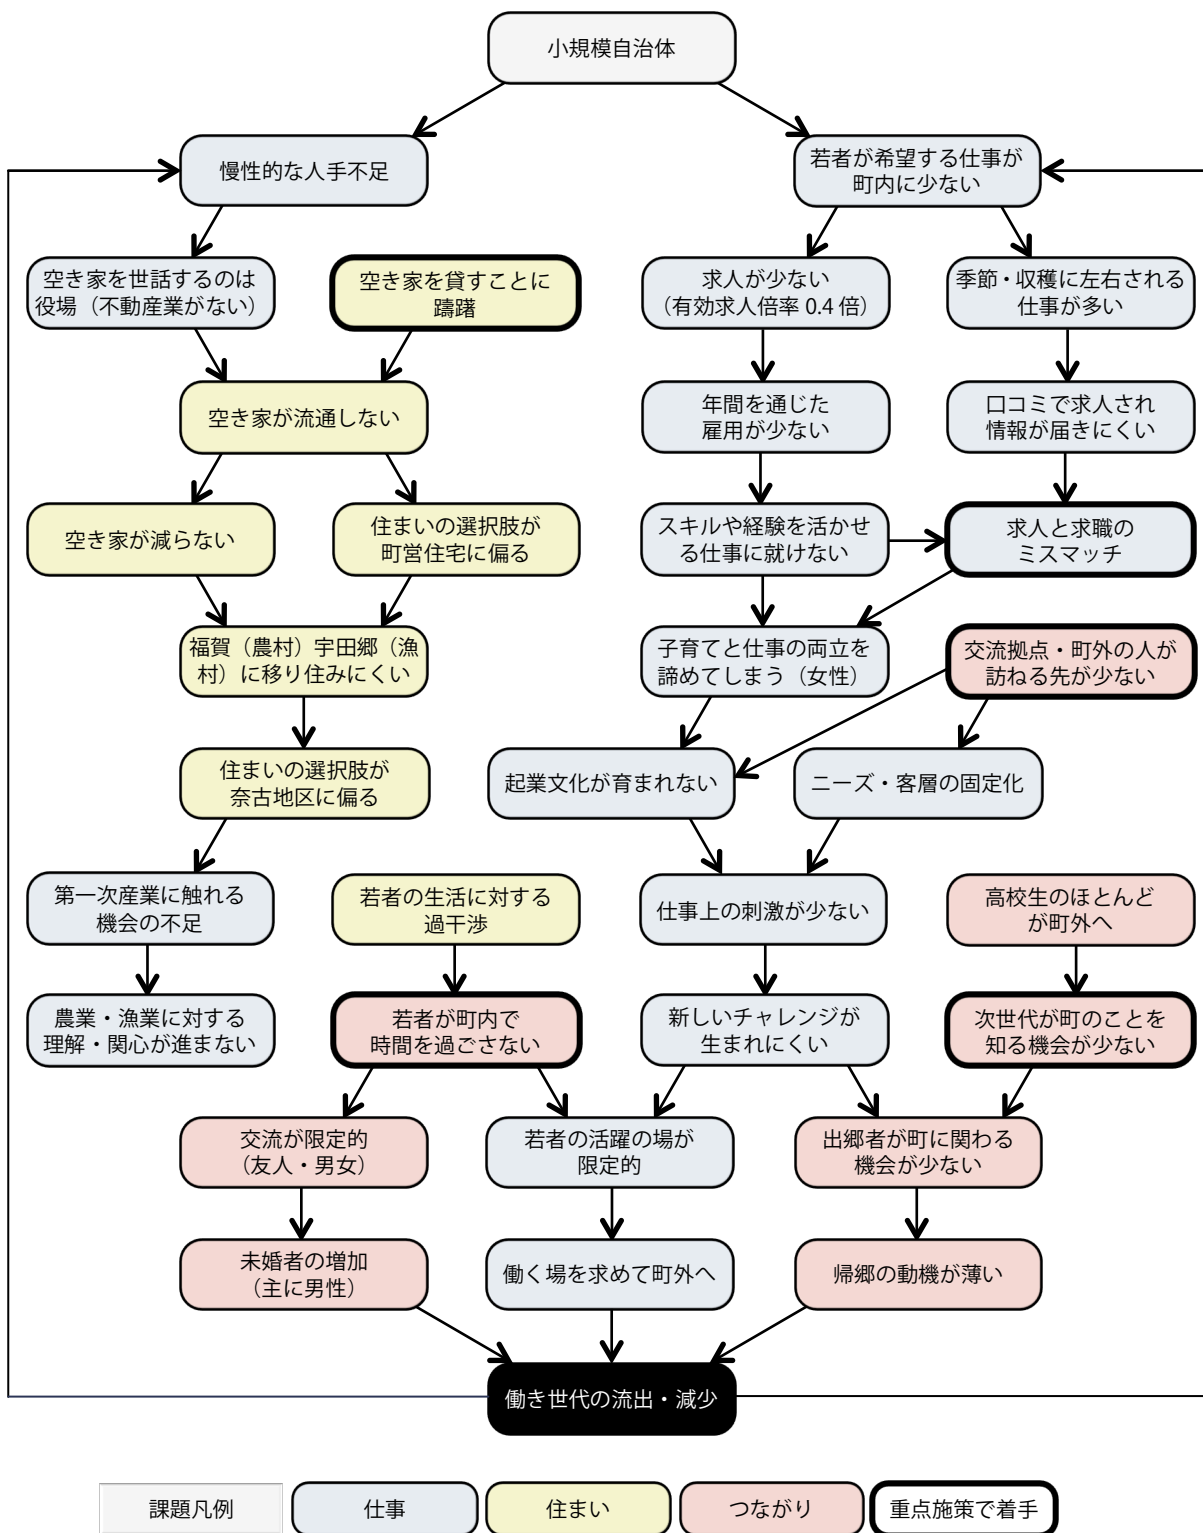 小規模自治体
慢性的な人手不足
若者が希望する仕事が
町内に少ない
空き家を世話するのは
役場（不動産業がない）
空き家を貸すことに
躊躇
求人が少ない
（有効求人倍率 0.4 倍）
季節・収穫に左右される
仕事が多い
空き家が流通しない
年間を通じた
雇用が少ない
口コミで求人され
情報が届きにくい
空き家が減らない
住まいの選択肢が
町営住宅に偏る
スキルや経験を活かせ
る仕事に就けない
求人と求職の
ミスマッチ
福賀（農村）宇田郷（漁
村）に移り住みにくい
子育てと仕事の両立を
諦めてしまう（女性）
交流拠点・町外の人が
訪ねる先が少ない
住まいの選択肢が
奈古地区に偏る
起業文化が育まれない
ニーズ・客層の固定化
第一次産業に触れる
機会の不足
若者の生活に対する
過干渉
仕事上の刺激が少ない
高校生のほとんど
が町外へ
農業・漁業に対する
理解・関心が進まない
若者が町内で
時間を過ごさない
新しいチャレンジが
生まれにくい
次世代が町のことを
知る機会が少ない
交流が限定的
（友人・男女）
若者の活躍の場が
限定的
出郷者が町に関わる
機会が少ない
未婚者の増加
（主に男性）
働く場を求めて町外へ
帰郷の動機が薄い
働き世代の流出・減少
課題凡例
仕事
住まい
つながり
重点施策で着手